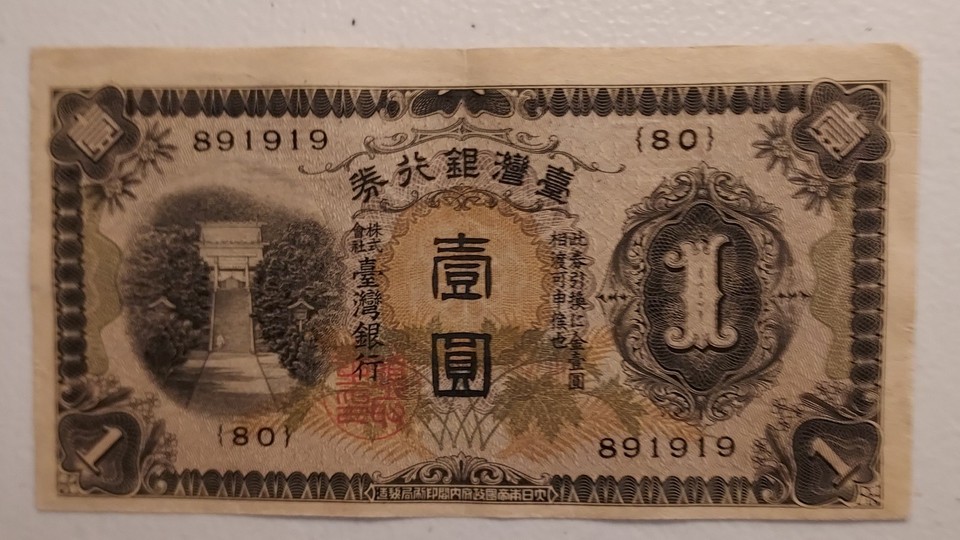 891919
{80}
臺灣銀行券
此券引換に金壹圓
相渡可申候也
壹圓
株式會社臺灣銀行
1
{80}
891919
1
1
大日本帝國政府内閣印刷局製造